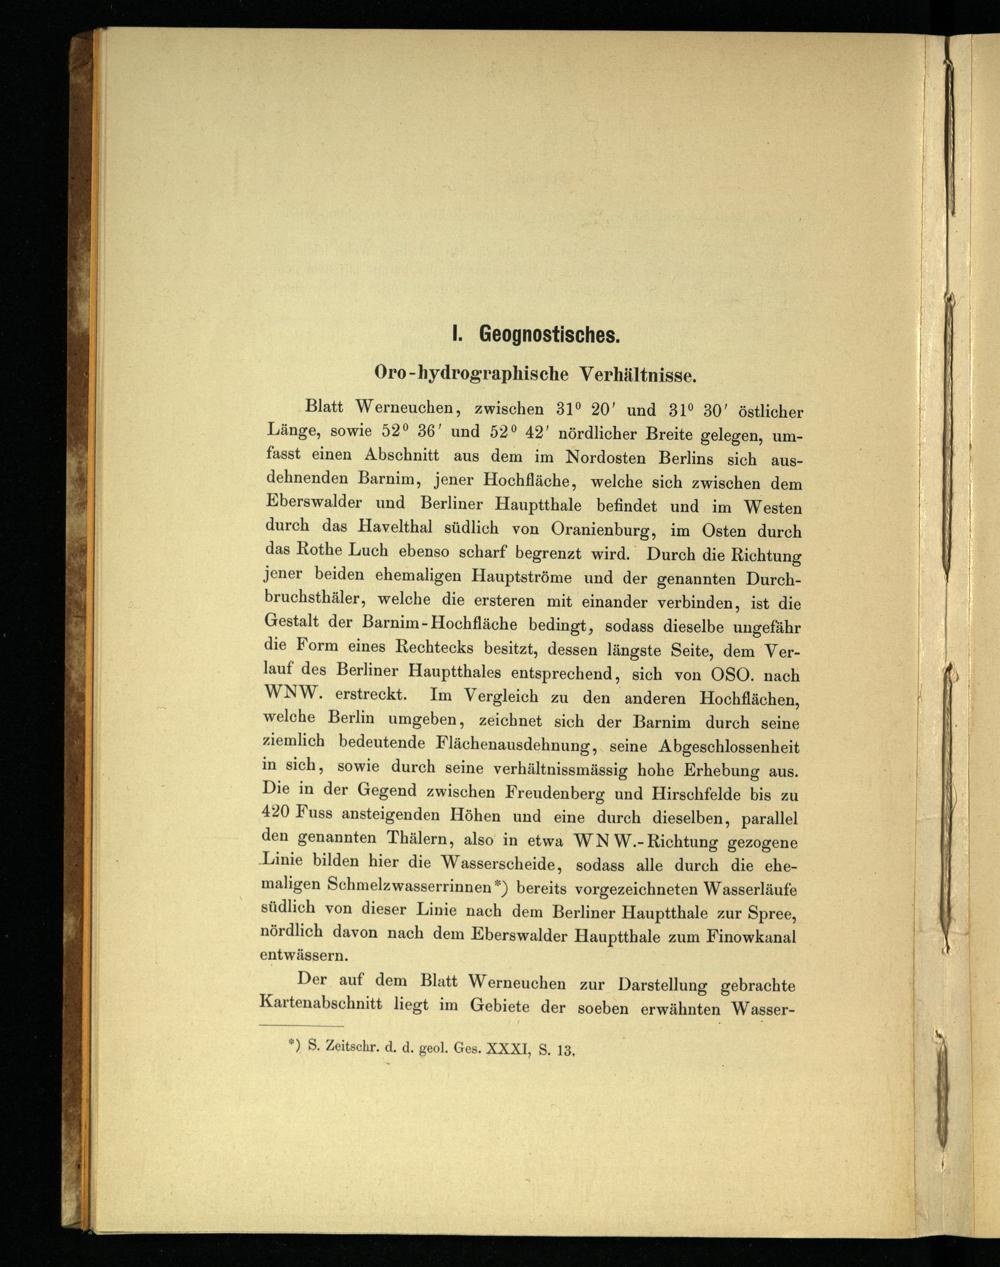 I. Geognostisches.
Oro-hydrographische Verhältnisse.
Blatt Werneuchen, zwischen 31⁰ 20′ und 31⁰ 30′ östlicher
Länge, sowie 52⁰ 36′ und 52⁰ 42′ nördlicher Breite gelegen, um-
fasst einen Abschnitt aus dem im Nordosten Berlins sich aus-
dehnenden Barnim, jener Hochfläche, welche sich zwischen dem
Eberswalder und Berliner Hauptthale befindet und im Westen
durch das Havelthal südlich von Oranienburg, im Osten durch
das Rothe Luch ebenso scharf begrenzt wird. Durch die Richtung
jener beiden ehemaligen Hauptströme und der genannten Durch-
bruchsthäler, welche die ersteren mit einander verbinden, ist die
Gestalt der Barnim-Hochfläche bedingt, sodass dieselbe ungefähr
die Form eines Rechtecks besitzt, dessen längste Seite, dem Ver-
lauf des Berliner Hauptthales entsprechend, sich von OSO. nach
WNW. erstreckt. Im Vergleich zu den anderen Hochflächen,
welche Berlin umgeben, zeichnet sich der Barnim durch seine
ziemlich bedeutende Flächenausdehnung, seine Abgeschlossenheit
in sich, sowie durch seine verhältnissmässig hohe Erhebung aus.
Die in der Gegend zwischen Freudenberg und Hirschfelde bis zu
420 Fuss ansteigenden Höhen und eine durch dieselben, parallel
den genannten Thälern, also in etwa WNW.-Richtung gezogene
Linie bilden hier die Wasserscheide, sodass alle durch die ehe-
maligen Schmelzwasserrinnen*) bereits vorgezeichneten Wasserläufe
südlich von dieser Linie nach dem Berliner Hauptthale zur Spree,
nördlich davon nach dem Eberswalder Hauptthale zum Finowkanal
entwässern.
Der auf dem Blatt Werneuchen zur Darstellung gebrachte
Kartenabschnitt liegt im Gebiete der soeben erwähnten Wasser-
*) S. Zeitschr. d. d. geol. Ges. XXXI, S. 13.